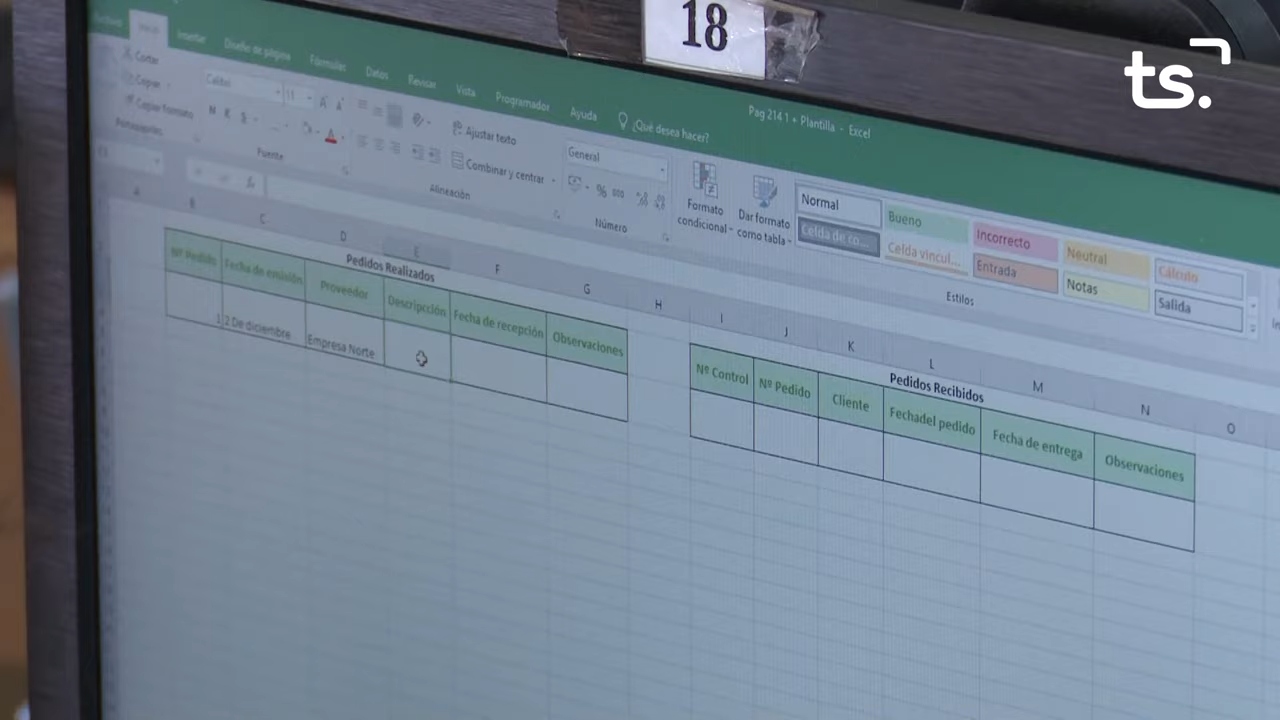 18
ts.
Pag 214 1 + Plantilla - Excel
Insertar Diseño de página Fórmulas Datos Revisar Vista Programador Ayuda ¿Qué desea hacer?
Cortar
Copiar
Copiar formato
Calibri 11
N K S
Fuente
Ajustar texto
Combinar y centrar
Alineación
General
% 000
Número
Formato condicional
Dar formato como tabla
Normal Bueno Incorrecto Neutral Cálculo
Celda de co... Celda vincul... Entrada Notas Salida
Estilos
A B C D E F G H I J K L M N O
Pedidos Realizados
Nº Pedido Fecha de emisión Proveedor Descripcción Fecha de recepción Observaciones
1 2 De diciembre Empresa Norte
Pedidos Recibidos
Nº Control Nº Pedido Cliente Fechadel pedido Fecha de entrega Observaciones